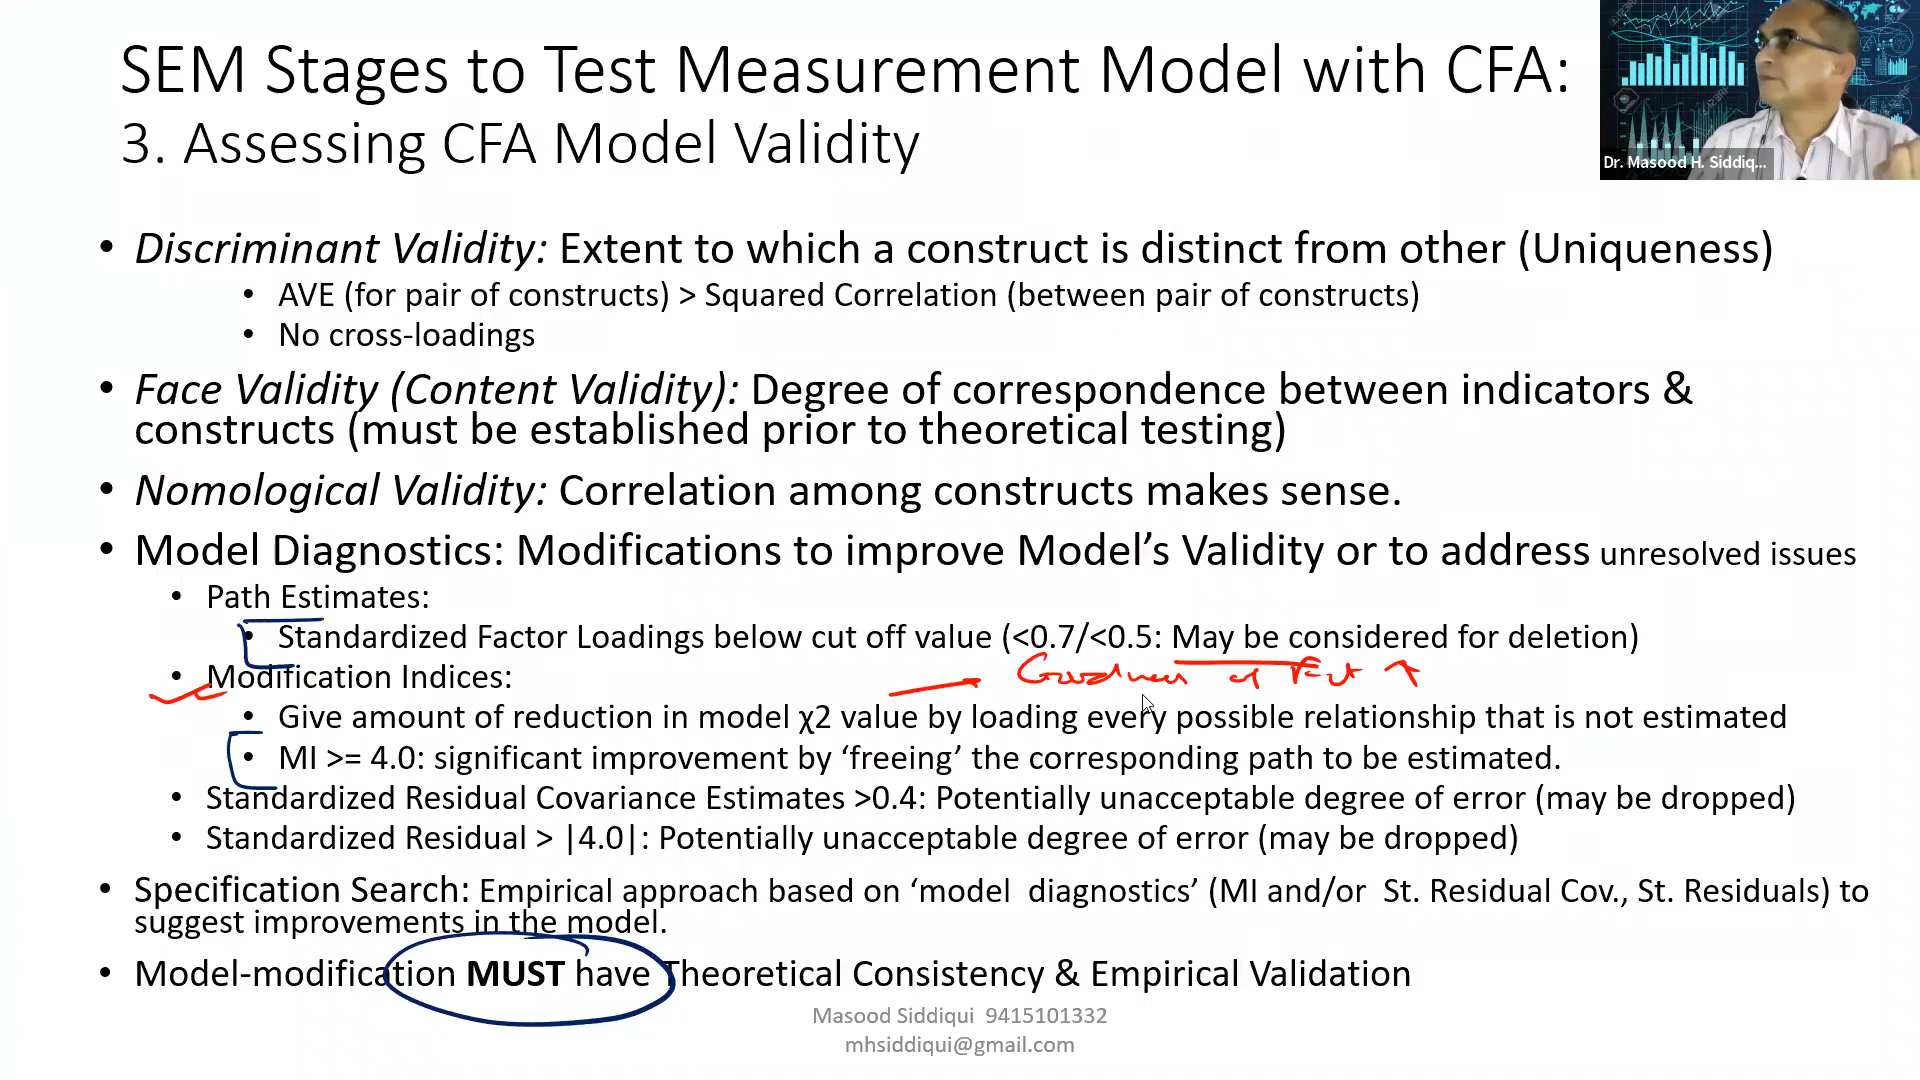 SEM Stages to Test Measurement Model with CFA:
3. Assessing CFA Model Validity
Dr. Masood H. Siddiq...
• Discriminant Validity: Extent to which a construct is distinct from other (Uniqueness)
• AVE (for pair of constructs) > Squared Correlation (between pair of constructs)
• No cross-loadings
• Face Validity (Content Validity): Degree of correspondence between indicators &
constructs (must be established prior to theoretical testing)
• Nomological Validity: Correlation among constructs makes sense.
• Model Diagnostics: Modifications to improve Model’s Validity or to address unresolved issues
• Path Estimates:
• Standardized Factor Loadings below cut off value (<0.7/<0.5: May be considered for deletion)
• Modification Indices:
Goodness of Fit ↑
• Give amount of reduction in model χ2 value by loading every possible relationship that is not estimated
• MI >= 4.0: significant improvement by ‘freeing’ the corresponding path to be estimated.
• Standardized Residual Covariance Estimates >0.4: Potentially unacceptable degree of error (may be dropped)
• Standardized Residual > |4.0|: Potentially unacceptable degree of error (may be dropped)
• Specification Search: Empirical approach based on ‘model diagnostics’ (MI and/or St. Residual Cov., St. Residuals) to
suggest improvements in the model.
• Model-modification MUST have Theoretical Consistency & Empirical Validation
Masood Siddiqui 9415101332
mhsiddiqui@gmail.com